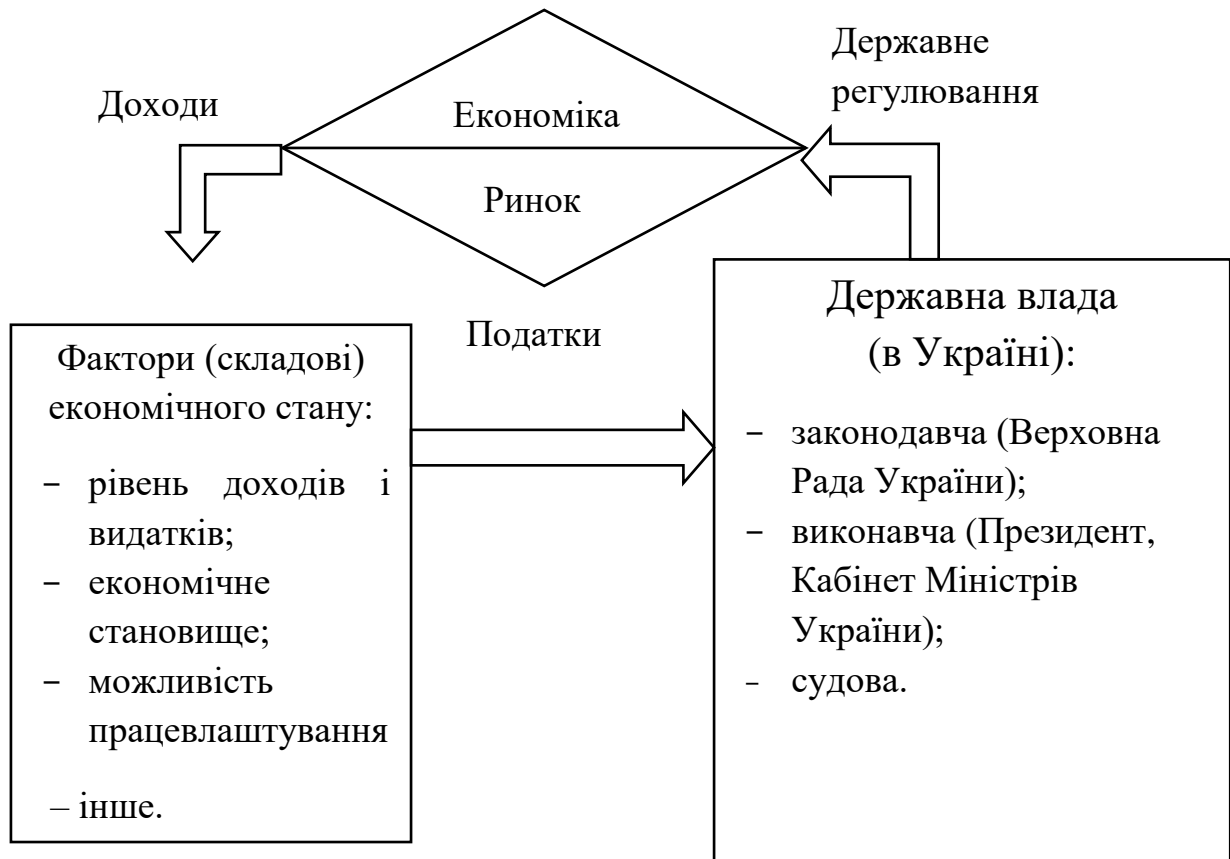 Державне
регулювання
Доходи
Економіка
Ринок
Податки
Фактори (складові)
економічного стану:
- рівень доходів і
видатків;
- економічне
становище;
- можливість
працевлаштування
– інше.
Державна влада
(в Україні):
- законодавча (Верховна
Рада України);
- виконавча (Президент,
Кабінет Міністрів
України);
- судова.